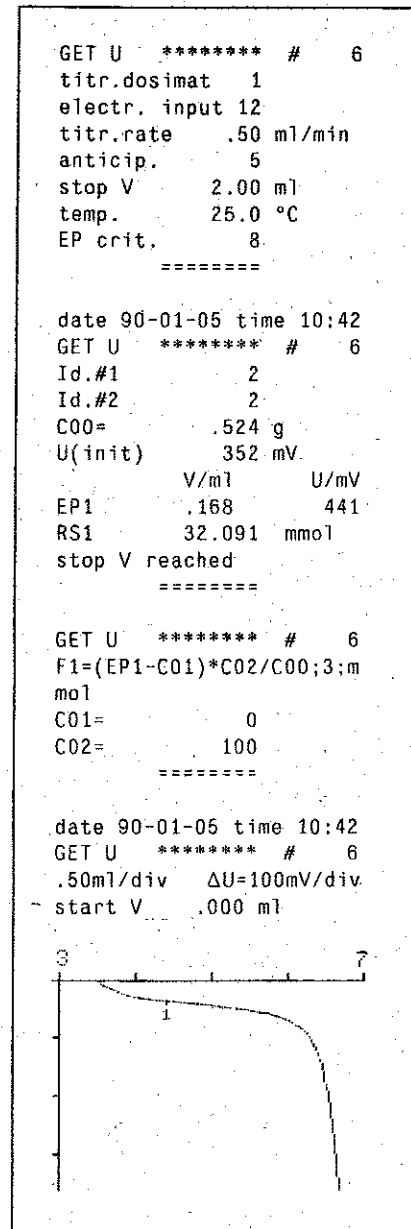 GET U ******** # 6
titr.dosimat 1
electr. input 12
titr.rate .50 ml/min
anticip. 5
stop V 2.00 ml
temp. 25.0 °C
EP crit. 8
========
date 90-01-05 time 10:42
GET U ******** # 6
Id.#1 2
Id.#2 2
C00= .524 g
U(init) 352 mV
V/ml U/mV
EP1 .168 441
RS1 32.091 mmol
stop V reached
========
GET U ******** # 6
F1=(EP1-C01)*C02/C00;3;m
mol
C01= 0
C02= 100
========
date 90-01-05 time 10:42
GET U ******** # 6
.50ml/div ΔU=100mV/div
start V .000 ml
3 7
1